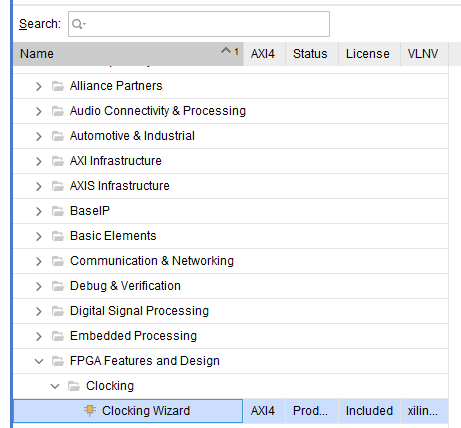 Search:
Name 1 AXI4 Status License VLNV
Alliance Partners
Audio Connectivity & Processing
Automotive & Industrial
AXI Infrastructure
AXIS Infrastructure
BaseIP
Basic Elements
Communication & Networking
Debug & Verification
Digital Signal Processing
Embedded Processing
FPGA Features and Design
Clocking
Clocking Wizard AXI4 Prod... Included xilin...